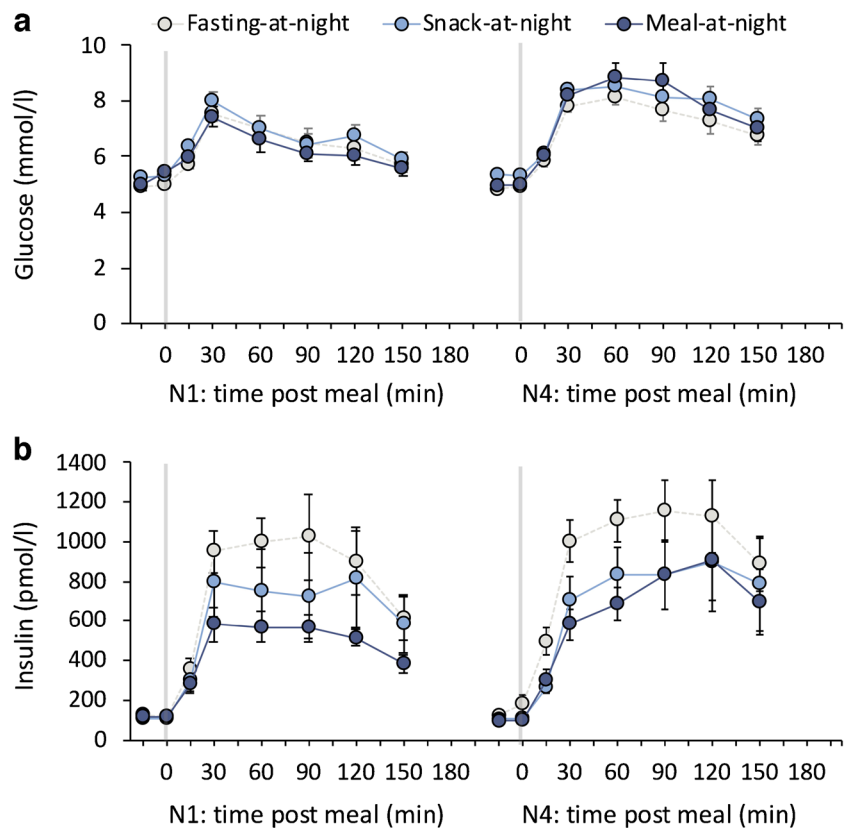 a
Fasting-at-night Snack-at-night Meal-at-night
Glucose (mmol/l)
10
8
6
4
2
0
0 30 60 90 120 150 180 0 30 60 90 120 150 180
N1: time post meal (min) N4: time post meal (min)
b
Insulin (pmol/l)
1400
1200
1000
800
600
400
200
0
0 30 60 90 120 150 180 0 30 60 90 120 150 180
N1: time post meal (min) N4: time post meal (min)